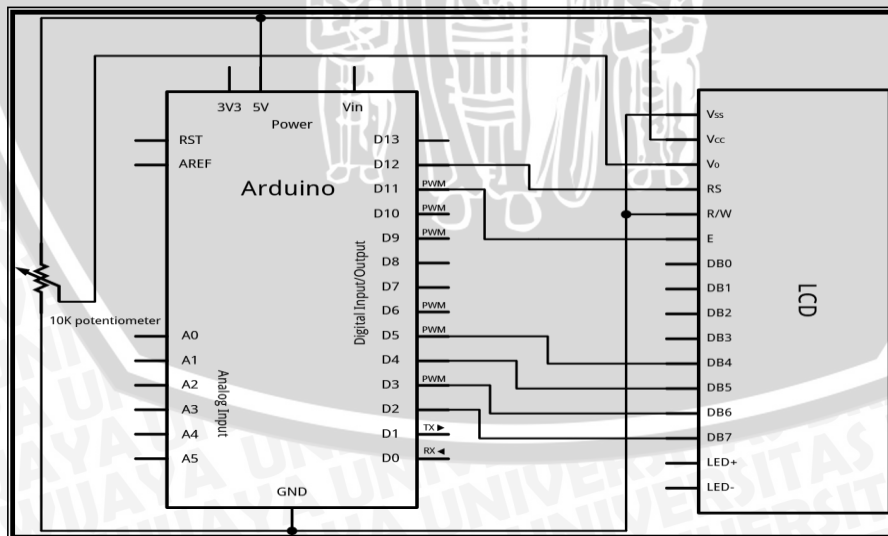 3V3 5V Vin
Power
RST
AREF
Arduino
D13
D12
D11 PWM
D10 PWM
D9 PWM
D8
D7
D6 PWM
D5 PWM
D4
D3 PWM
D2
D1 TX ▶
D0 RX ◀
Digital Input/Output
10K potentiometer
A0
A1
A2
A3
A4
A5
Analog Input
GND
Vss
Vcc
Vo
RS
R/W
E
DB0
DB1
DB2
DB3
DB4
DB5
DB6
DB7
LED+
LED-
LCD
UNIVERSITAS
WIJAYA UNIVERSITAS